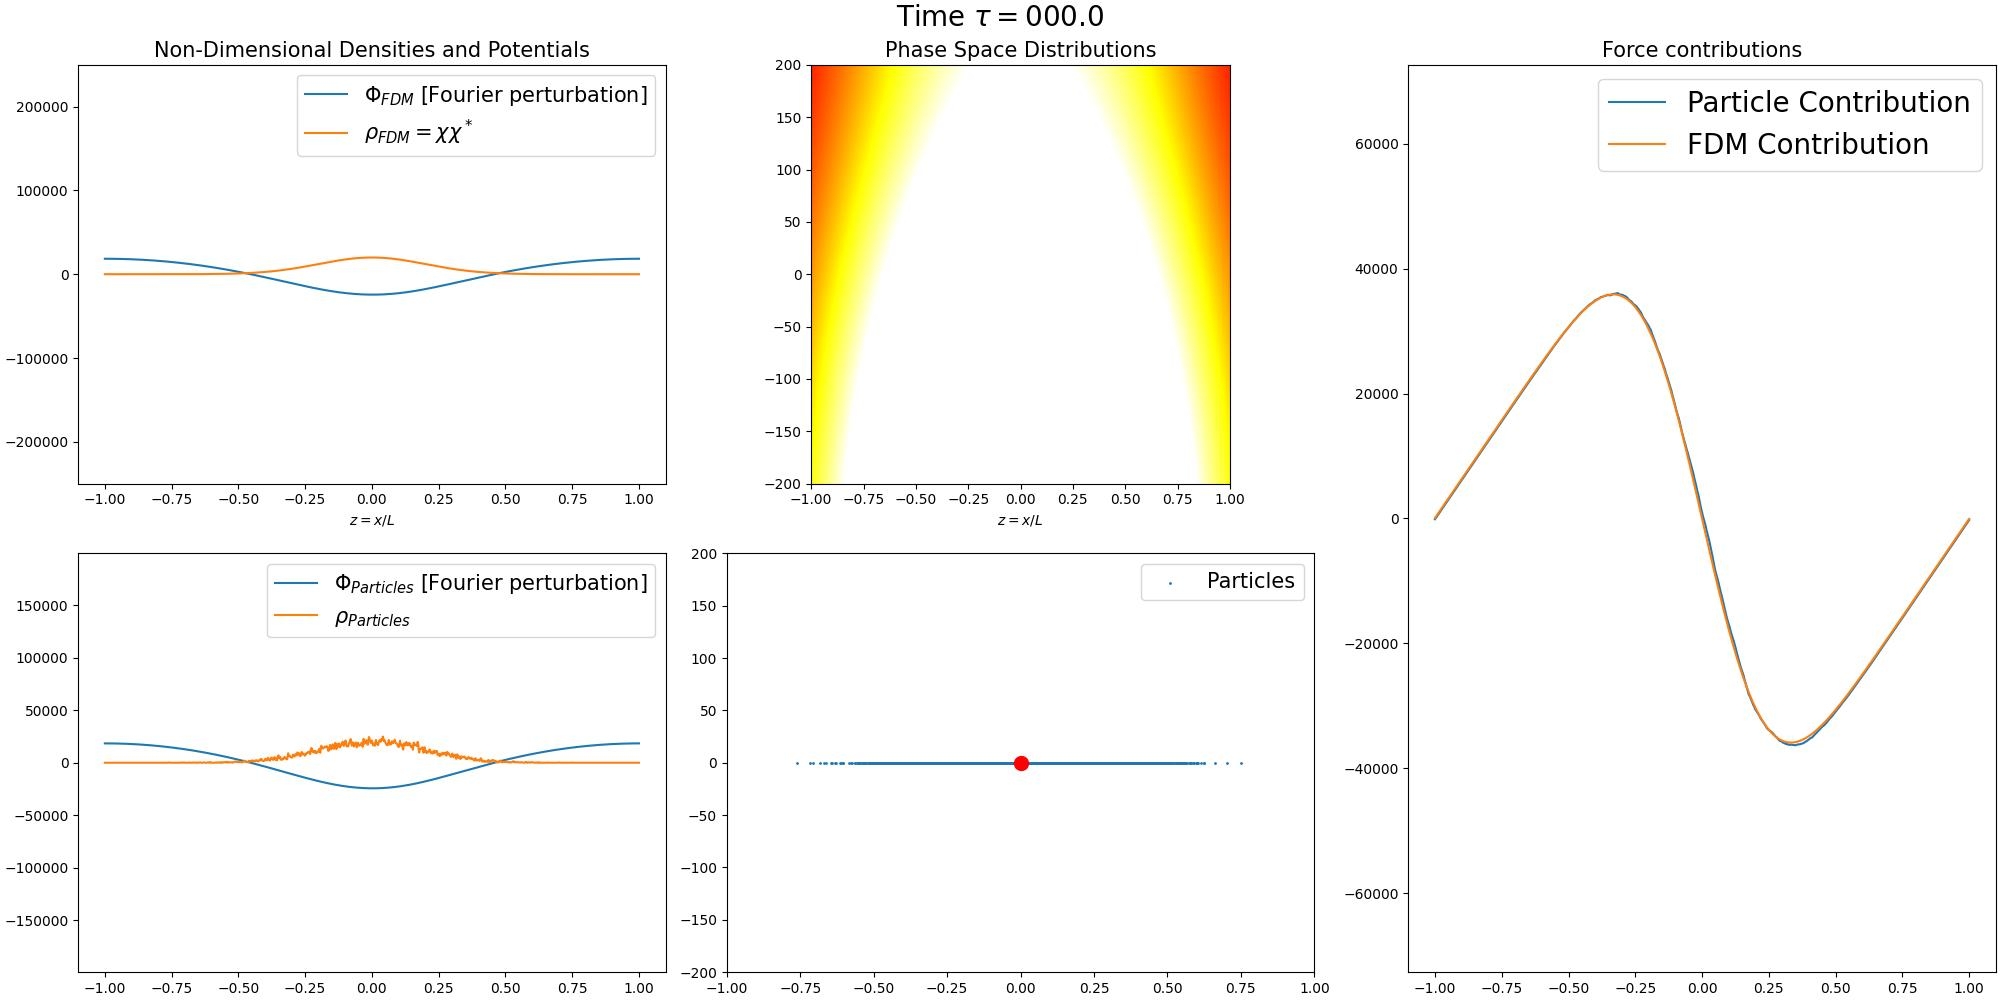 Time τ = 000.0
Non-Dimensional Densities and Potentials
Φ_FDM [Fourier perturbation]
ρ_FDM = χχ*
200000
100000
0
−100000
−200000
−1.00 −0.75 −0.50 −0.25 0.00 0.25 0.50 0.75 1.00
z = x/L
Phase Space Distributions
200
150
100
50
0
−50
−100
−150
−200
−1.00 −0.75 −0.50 −0.25 0.00 0.25 0.50 0.75 1.00
z = x/L
Force contributions
Particle Contribution
FDM Contribution
60000
40000
20000
0
−20000
−40000
−60000
−1.00 −0.75 −0.50 −0.25 0.00 0.25 0.50 0.75 1.00
Φ_Particles [Fourier perturbation]
ρ_Particles
150000
100000
50000
0
−50000
−100000
−150000
−1.00 −0.75 −0.50 −0.25 0.00 0.25 0.50 0.75 1.00
Particles
200
150
100
50
0
−50
−100
−150
−200
−1.00 −0.75 −0.50 −0.25 0.00 0.25 0.50 0.75 1.00